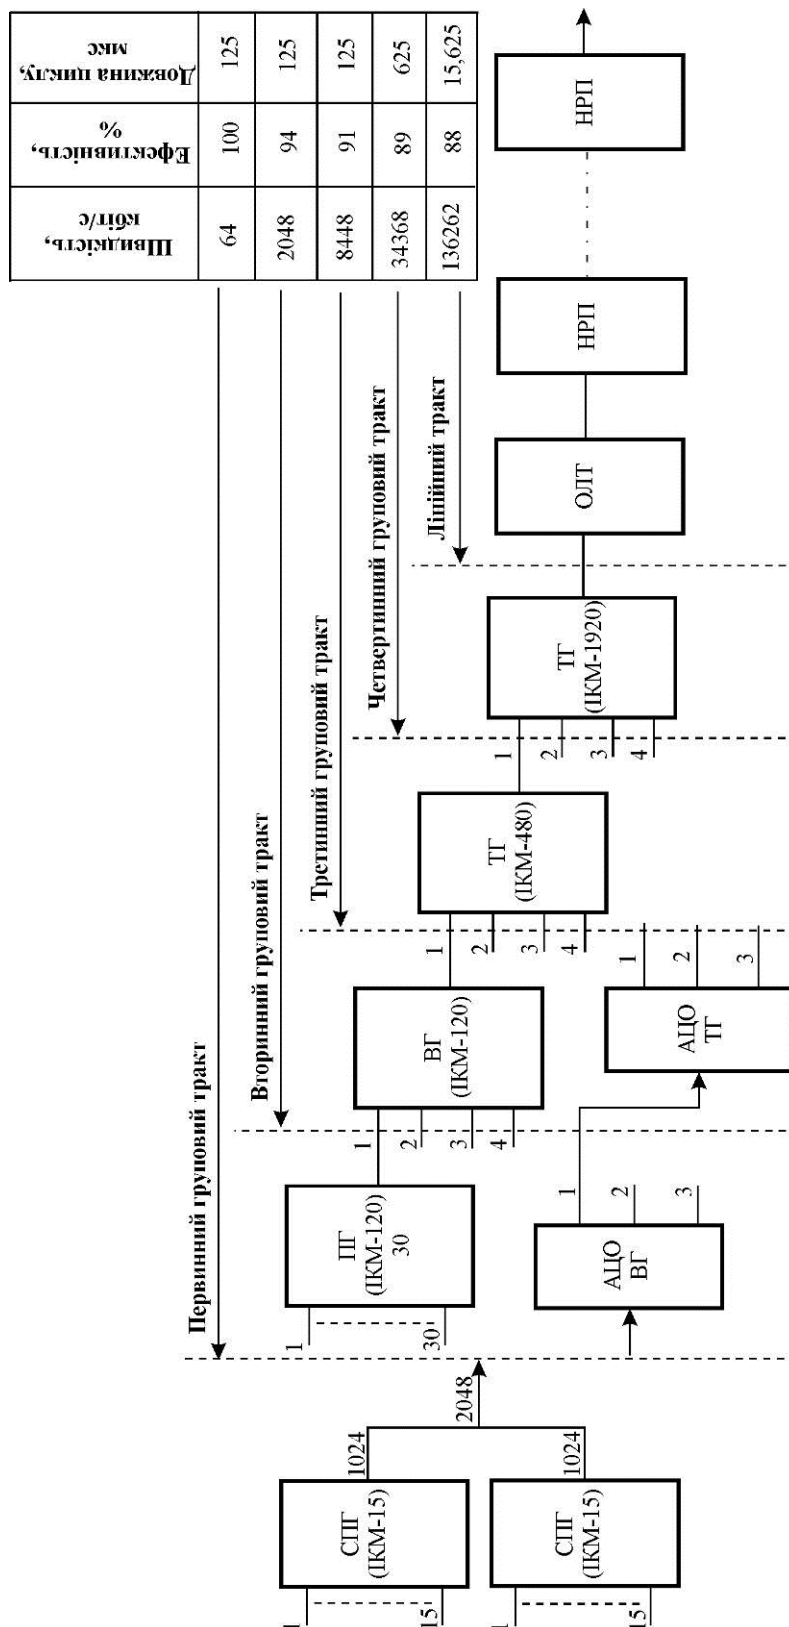 Швидкість,
кбіт/с
Ефективність,
%
Довжина циклу,
мкс
64
100
125
2048
94
125
8448
91
125
34368
89
625
136262
88
15,625
Первинний груповий тракт
Вторинний груповий тракт
Третинний груповий тракт
Четвертинний груповий тракт
Лінійний тракт
1
15
СПГ
(ІКМ-15)
1024
1
15
СПГ
(ІКМ-15)
1024
2048
1
30
ПГ
(ІКМ-120)
30
1
2
3
4
ВГ
(ІКМ-120)
1
2
3
4
ТГ
(ІКМ-480)
1
2
3
4
ТГ
(ІКМ-1920)
ОЛТ
НРП
НРП
АЦО
ВГ
1
2
3
АЦО
ТГ
1
2
3